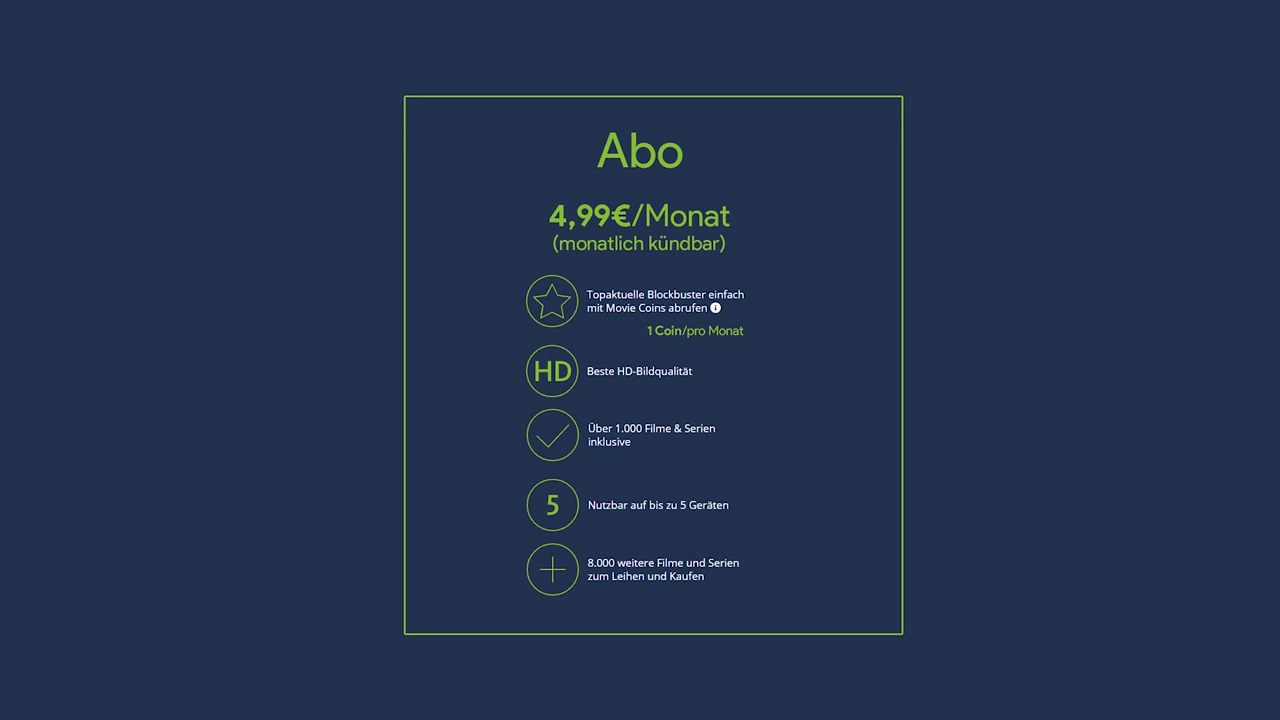 Abo
4,99€/Monat
(monatlich kündbar)
Topaktuelle Blockbuster einfach
mit Movie Coins abrufen i
1 Coin/pro Monat
HD
Beste HD-Bildqualität
Über 1.000 Filme & Serien
inklusive
5
Nutzbar auf bis zu 5 Geräten
8.000 weitere Filme und Serien
zum Leihen und Kaufen